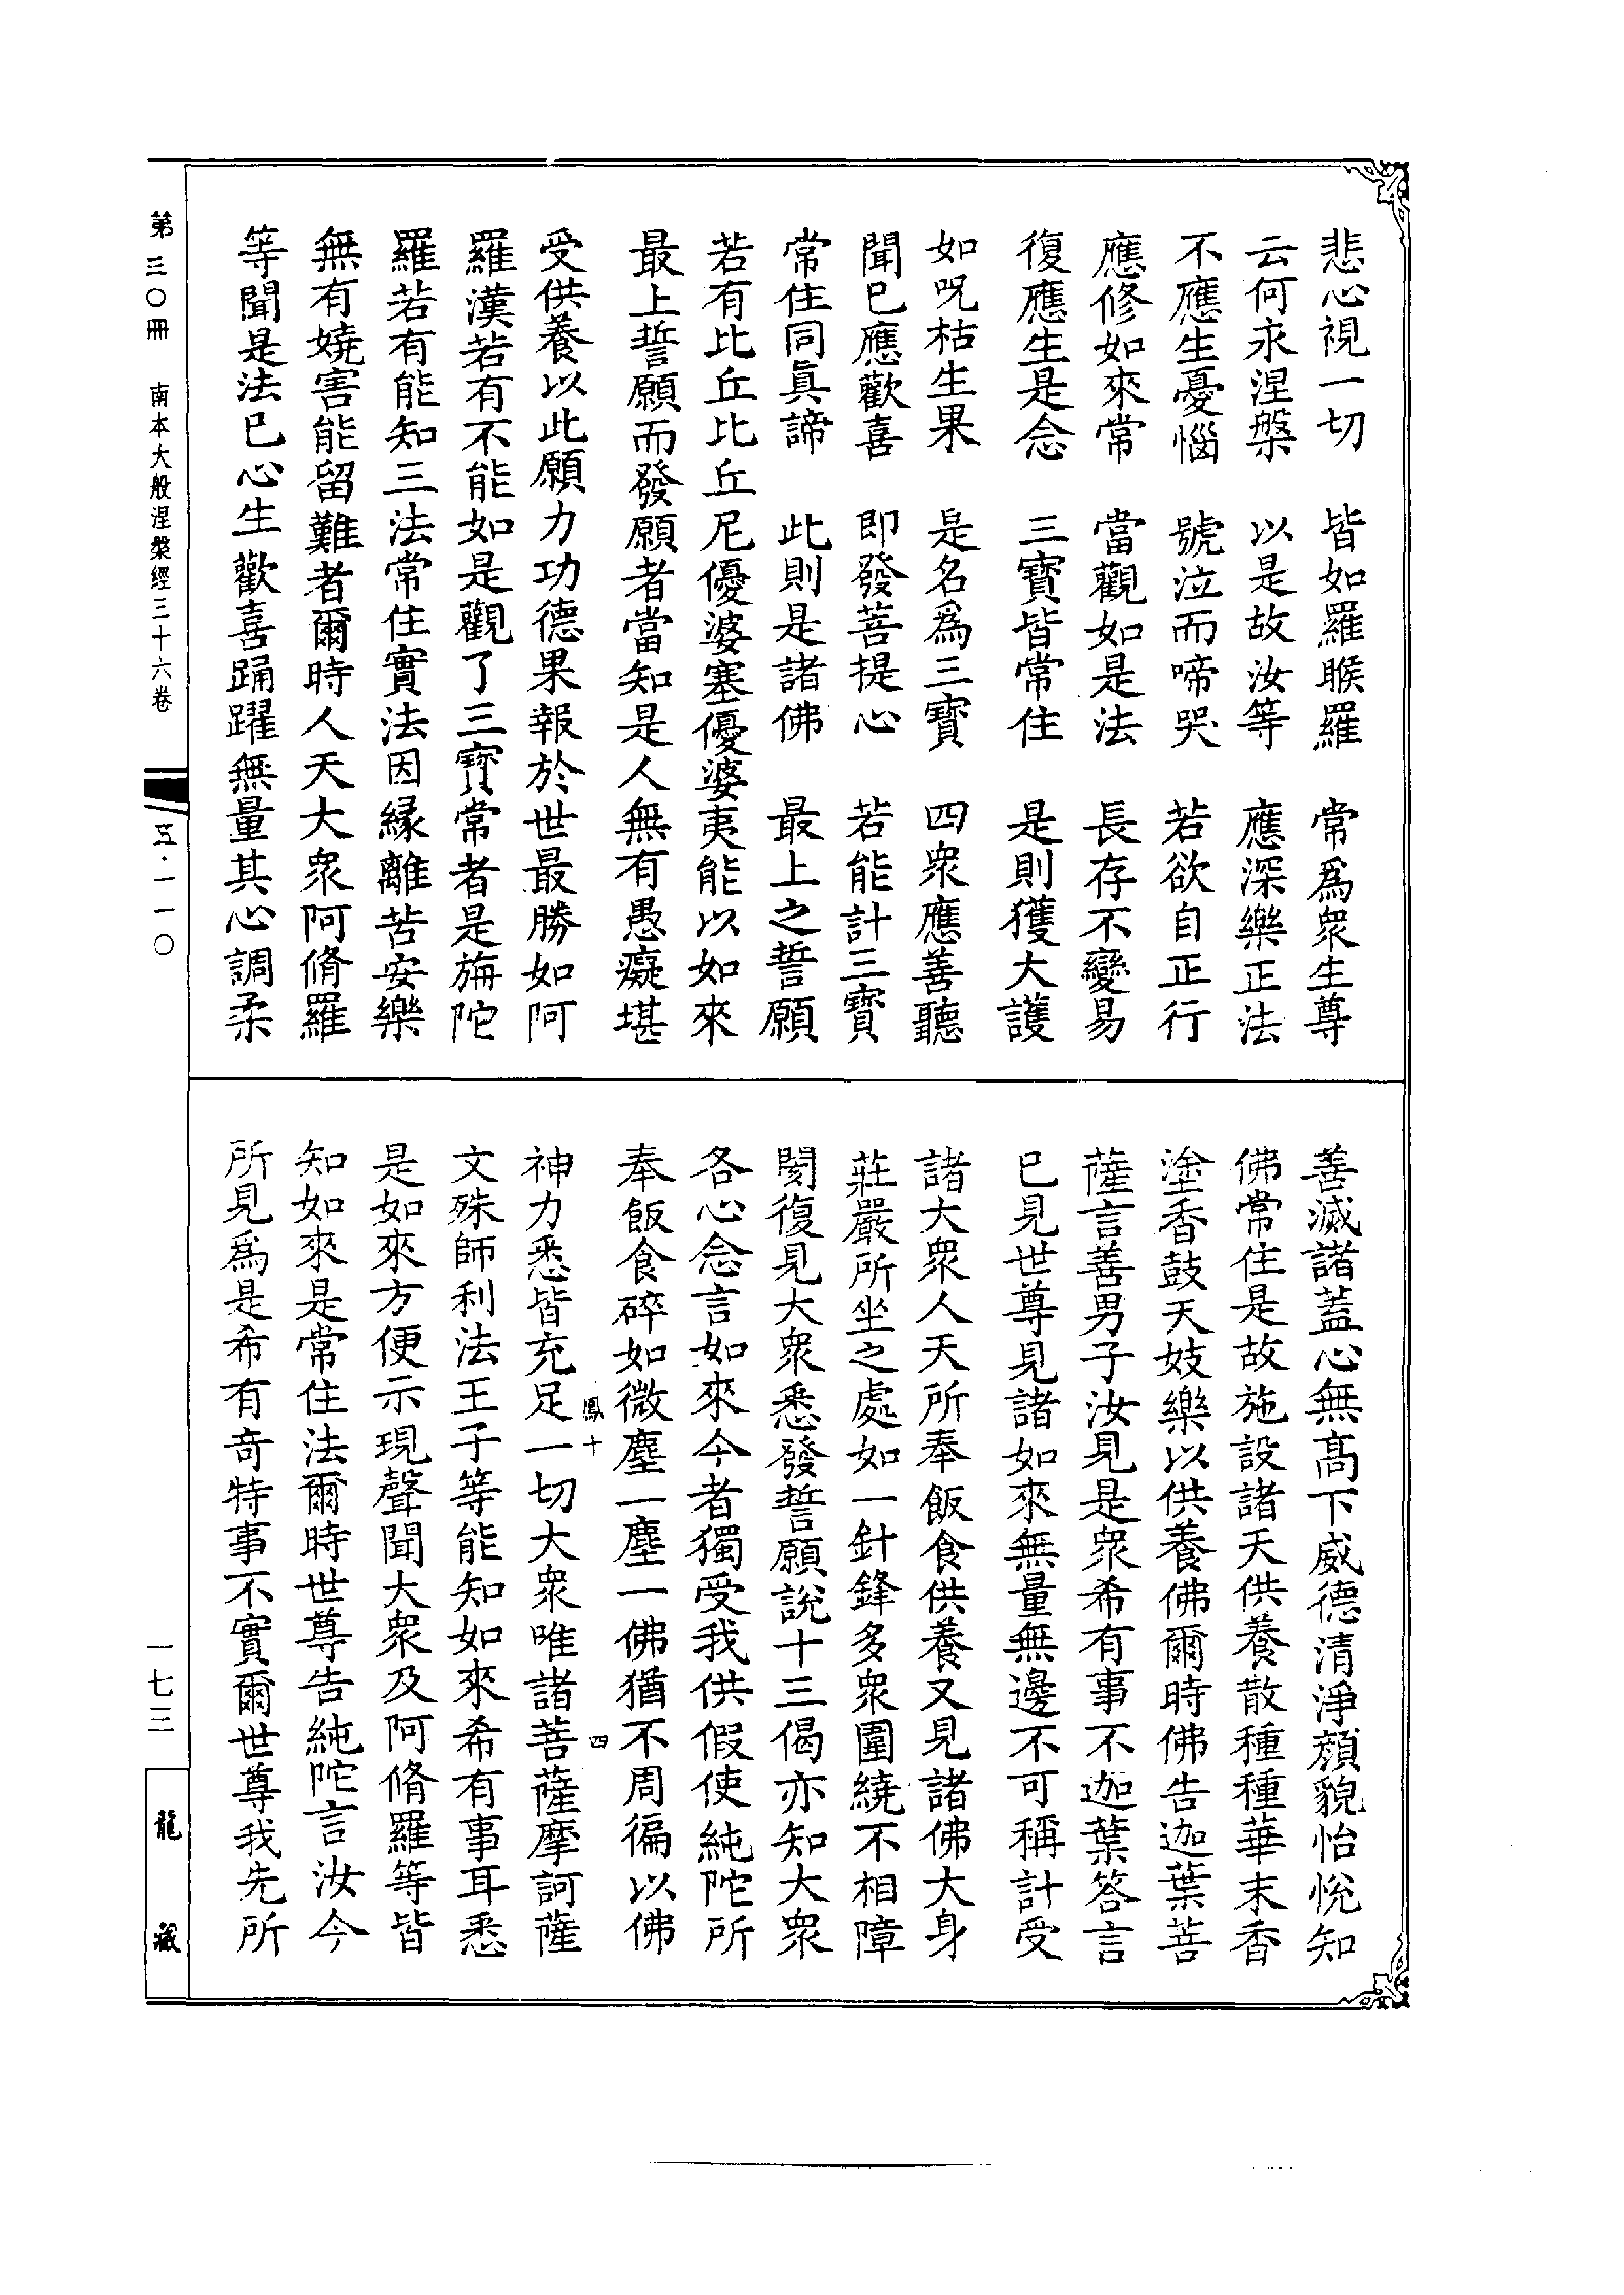 悲心視一切　皆如羅睺羅　常爲衆生尊
云何永涅槃　以是故汝等　應深樂正法
不應生憂惱　號泣而啼哭　若欲自正行
應修如來常　當觀如是法　長存不變易
復應生是念　三寶皆常住　是則獲大護
如呪枯生果　是名爲三寶　四衆應善聽
聞已應歡喜　即發菩提心　若能計三寶
常住同眞諦　此則是諸佛　最上之誓願
若有比丘比丘尼優婆塞優婆夷能以如來
最上誓願而發願者當知是人無有愚癡堪
受供養以此願力功德果報於世最勝如阿
羅漢若有不能如是觀了三寶常者是旃陀
羅若有能知三法常住實法因緣離苦安樂
無有嬈害能留難者爾時人天大衆阿脩羅
等聞是法已心生歡喜踊躍無量其心調柔
善滅諸蓋心無高下威德清淨顏貌怡悅知
佛常住是故施設諸天供養散種種華末香
塗香鼓天妓樂以供養佛爾時佛告迦葉菩
薩言善男子汝見是衆希有事不迦葉答言
已見世尊見諸如來無量無邊不可稱計受
諸大衆人天所奉飯食供養又見諸佛大身
莊嚴所坐之處如一針鋒多衆圍繞不相障
閡復見大衆悉發誓願說十三偈亦知大衆
各心念言如來今者獨受我供假使純陀所
奉飯食碎如微塵一塵一佛猶不周徧以佛
鳳十　四
神力悉皆充足一切大衆唯諸菩薩摩訶薩
文殊師利法王子等能知如來希有事耳悉
是如來方便示現聲聞大衆及阿脩羅等皆
知如來是常住法爾時世尊告純陀言汝今
所見爲是希有奇特事不實爾世尊我先所
第三〇冊　南本大般涅槃經三十六卷　五·一一〇
一七三　龍藏